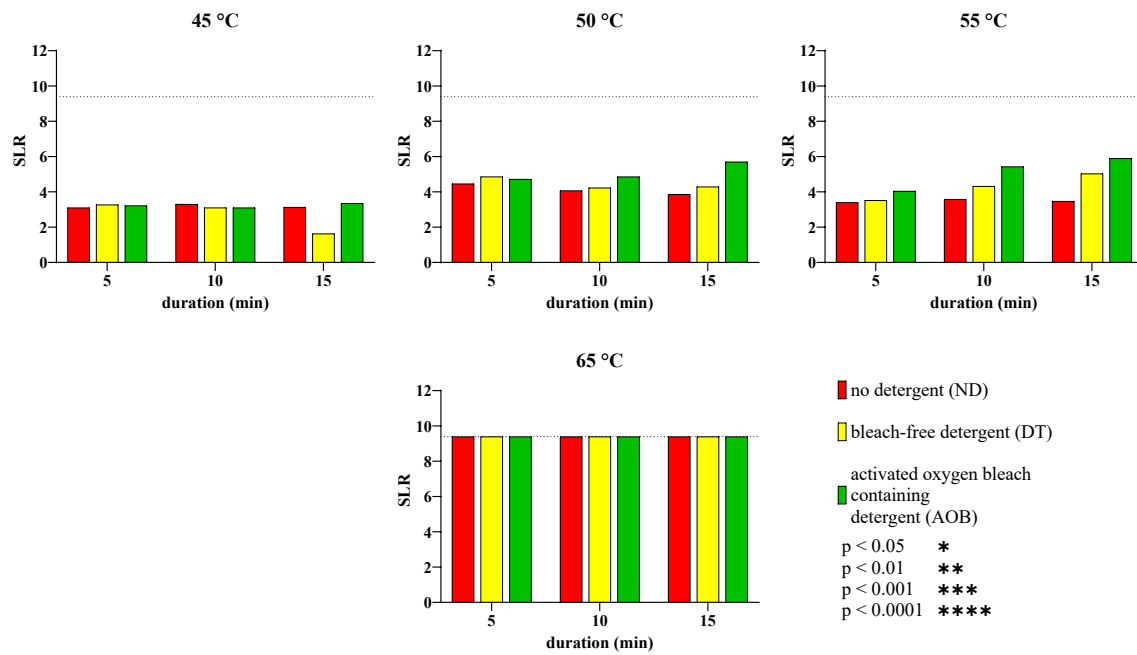 45 °C
12
10
8
6
4
2
0
SLR
5 10 15
duration (min)
50 °C
12
10
8
6
4
2
0
SLR
5 10 15
duration (min)
55 °C
12
10
8
6
4
2
0
SLR
5 10 15
duration (min)
65 °C
12
10
8
6
4
2
0
SLR
5 10 15
duration (min)
no detergent (ND)
bleach-free detergent (DT)
activated oxygen bleach
containing
detergent (AOB)
p < 0.05 *
p < 0.01 **
p < 0.001 ***
p < 0.0001 ****